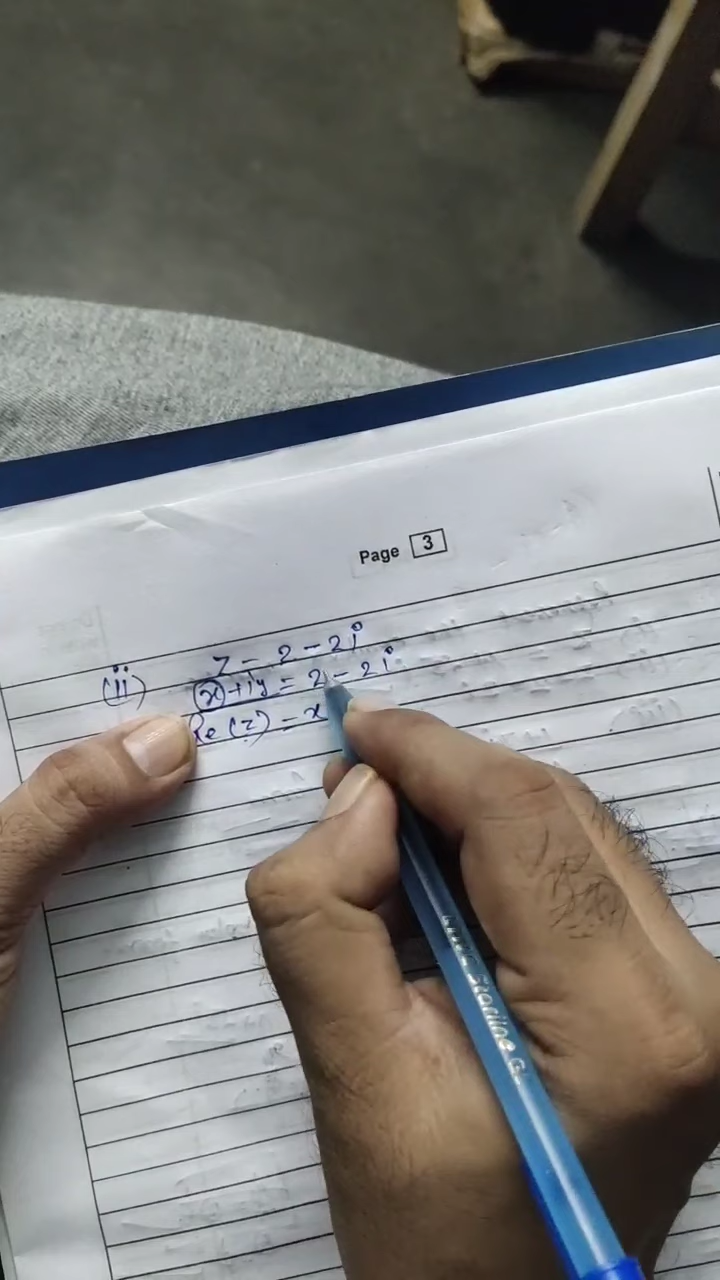 Page 3
(ii) z = 2 - 2i
x + iy = 2 - 2i
Re(z) = x